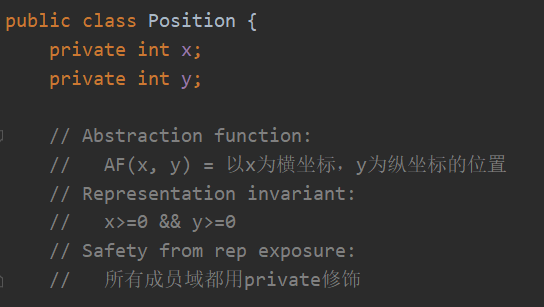 public class Position {
private int x;
private int y;
// Abstraction function:
// AF(x, y) = 以x为横坐标，y为纵坐标的位置
// Representation invariant:
// x>=0 && y>=0
// Safety from rep exposure:
// 所有成员域都用private修饰